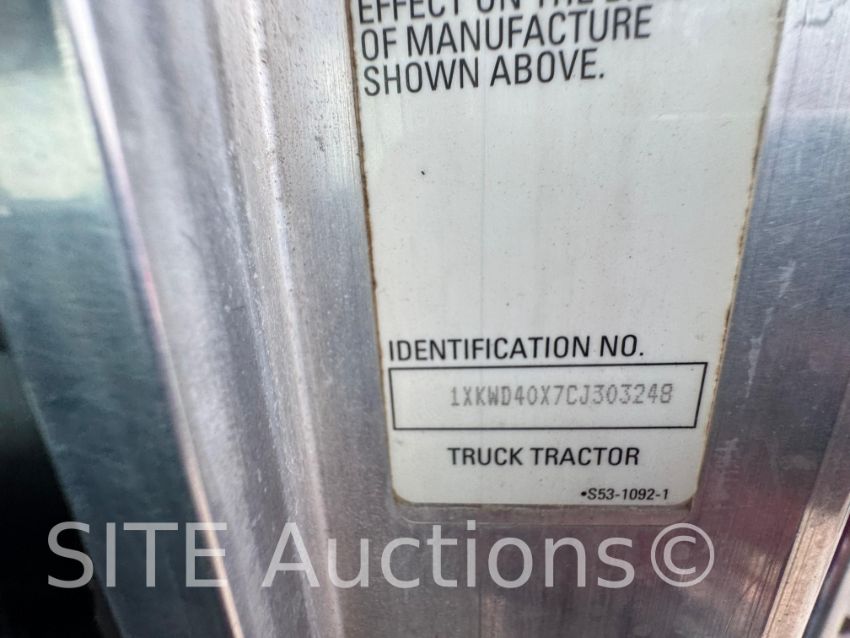 OF MANUFACTURE
SHOWN ABOVE.
IDENTIFICATION NO.
1XKWD40X7CJ303248
TRUCK TRACTOR
•S53-1092-1
SITE Auctions©